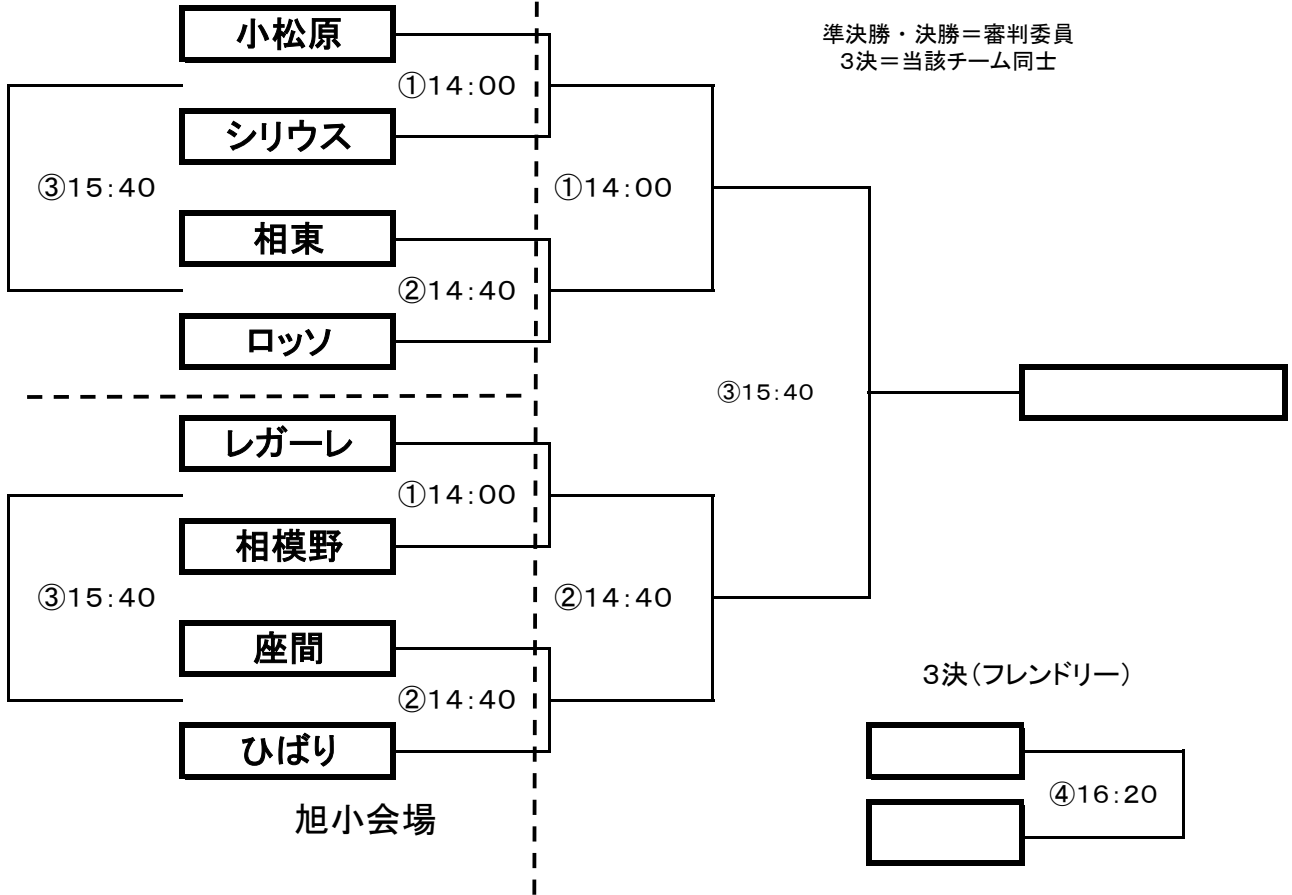 小松原
準決勝・決勝=審判委員
3決=当該チーム同士
①14:00
シリウス
③15:40
①14:00
相東
②14:40
ロッソ
③15:40
レガーレ
①14:00
相模野
③15:40
②14:40
座間
3決(フレンドリー)
②14:40
ひばり
④16:20
旭小会場